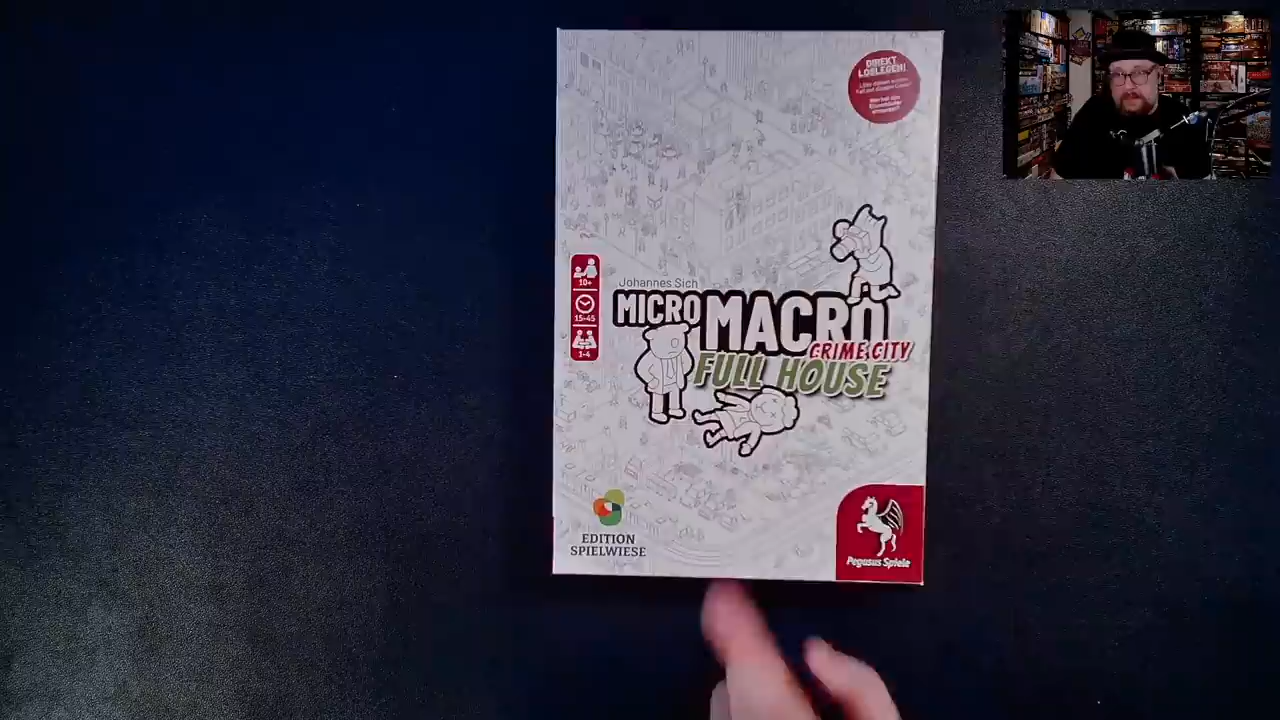 DIREKT
LOSLEGEN!
10+
15-45
1-4
Johannes Sich
MICRO MACRO
CRIME CITY
FULL HOUSE
EDITION
SPIELWIESE
Pegasus Spiele